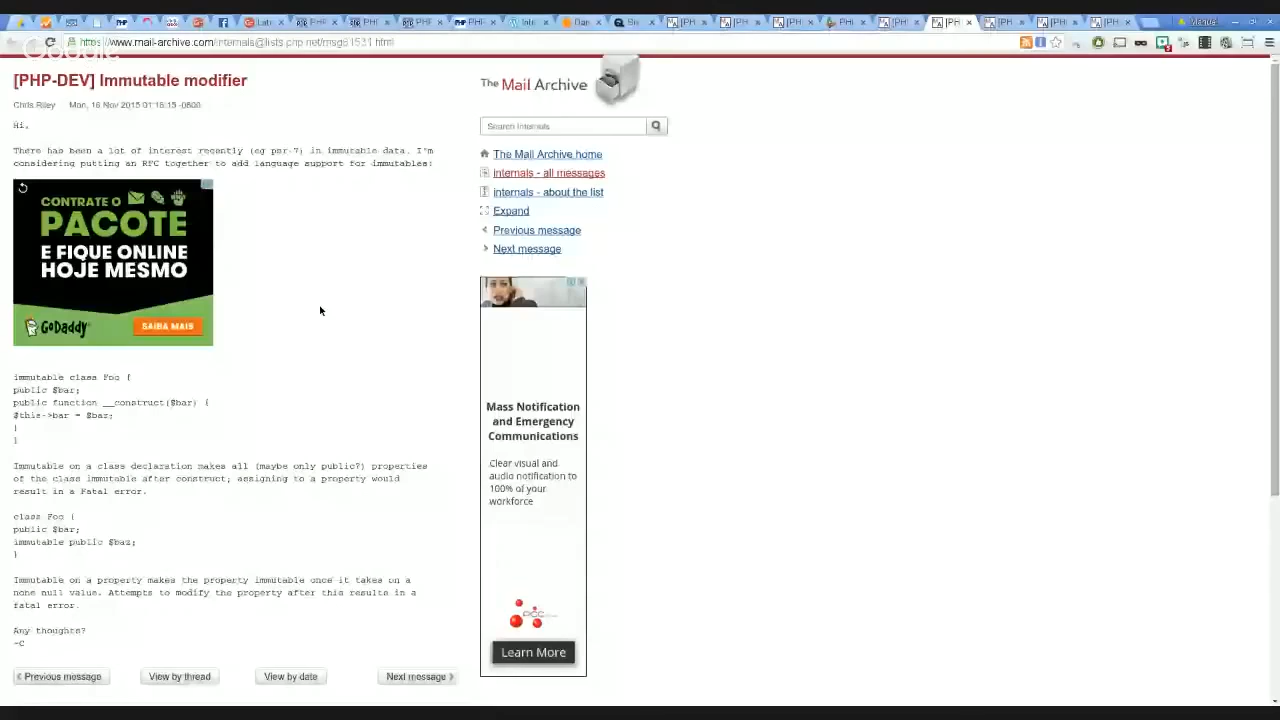 Manuel
https://www.mail-archive.com/internals@lists.php.net/msg81531.html
[PHP-DEV] Immutable modifier
Chris Riley Mon, 16 Nov 2015 01:16:15 -0800
Hi,
There has been a lot of interest recently (eg psr-7) in immutable data. I'm
considering putting an RFC together to add language support for immutables:
CONTRATE O
PACOTE
E FIQUE ONLINE
HOJE MESMO
GoDaddy
SAIBA MAIS
immutable class Foo {
public $bar;
public function __construct($bar) {
$this->bar = $bar;
}
}
Immutable on a class declaration makes all (maybe only public?) properties
of the class immutable after construct; assigning to a property would
result in a Fatal error.
class Foo {
public $bar;
immutable public $baz;
}
Immutable on a property makes the property immutable once it takes on a
none null value. Attempts to modify the property after this results in a
fatal error.
Any thoughts?
~C
Previous message
View by thread
View by date
Next message
The Mail Archive
Search internals
The Mail Archive home
internals - all messages
internals - about the list
Expand
Previous message
Next message
Mass Notification
and Emergency
Communications
Clear visual and
audio notification to
100% of your
workforce
Learn More